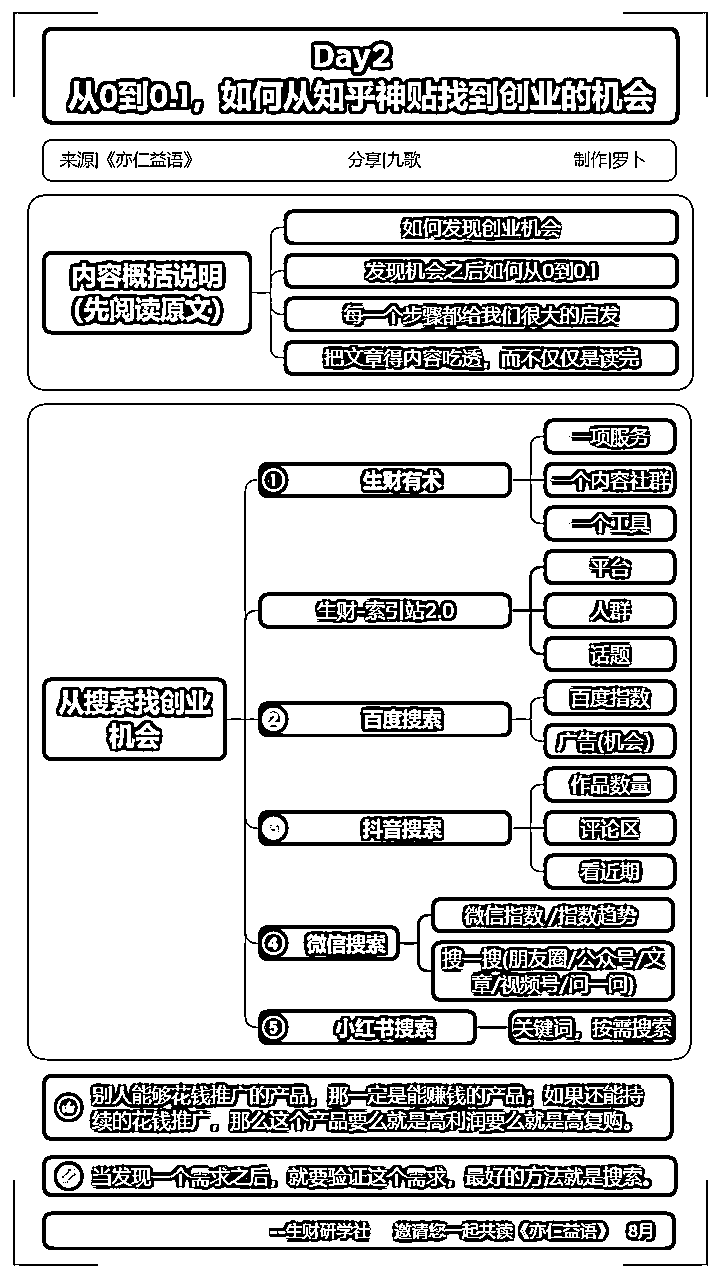 Day2
从0到0.1，如何从知乎神贴找到创业的机会
来源|《亦仁益语》 分享|九歌 制作|罗卜
内容概括说明
(先阅读原文)
如何发现创业机会
发现机会之后如何从0到0.1
每一个步骤都给我们很大的启发
把文章得内容吃透，而不仅仅是读完
从搜索找创业
机会
① 生财有术
一项服务
一个内容社群
一个工具
生财-索引站2.0
平台
人群
话题
② 百度搜索
百度指数
广告(机会)
抖音搜索
作品数量
评论区
看近期
④ 微信搜索
微信指数/指数趋势
搜一搜(朋友圈/公众号/文
章/视频号/问一问)
⑤ 小红书搜索
关键词，按需搜索
别人能够花钱推广的产品，那一定是能赚钱的产品；如果还能持
续的花钱推广，那么这个产品要么就是高利润要么就是高复购。
当发现一个需求之后，就要验证这个需求，最好的方法就是搜索。
—生财研学社 邀请您一起共读《亦仁益语》 8月